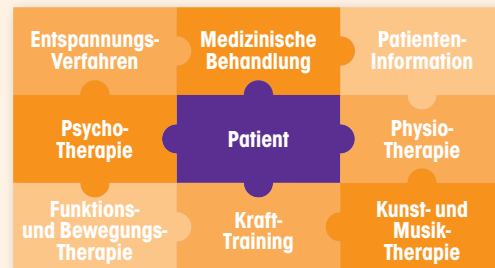 Entspannungs-
Verfahren
Medizinische
Behandlung
Patienten-
Information
Psycho-
Therapie
Patient
Physio-
Therapie
Funktions-
und Bewegungs-
Therapie
Kraft-
Training
Kunst- und
Musik-
Therapie